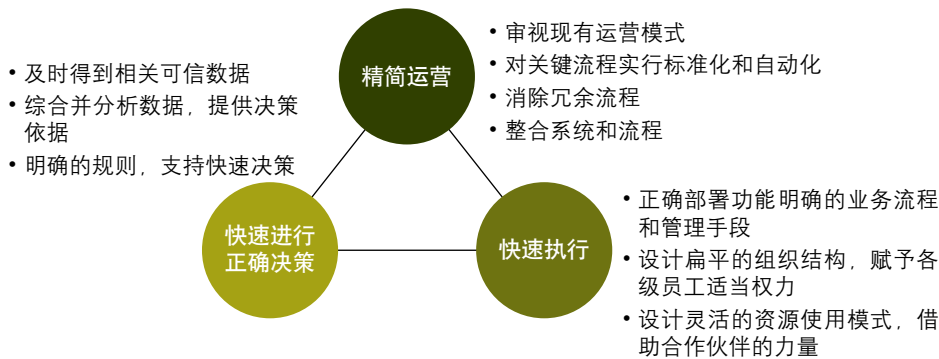 精简运营
• 审视现有运营模式
• 对关键流程实行标准化和自动化
• 消除冗余流程
• 整合系统和流程
• 及时得到相关可信数据
• 综合并分析数据，提供决策
依据
• 明确的规则，支持快速决策
快速进行
正确决策
快速执行
• 正确部署功能明确的业务流程
和管理手段
• 设计扁平的组织结构，赋予各
级员工适当权力
• 设计灵活的资源使用模式，借
助合作伙伴的力量